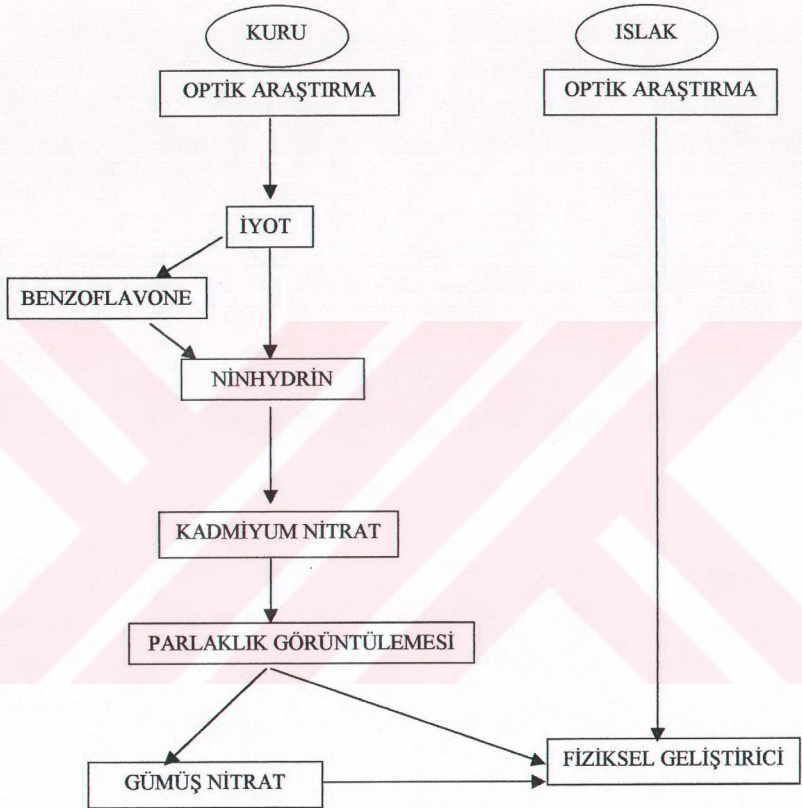 KURU
ISLAK
OPTİK ARAŞTIRMA
OPTİK ARAŞTIRMA
İYOT
BENZOFLAVONE
NİNHYDRİN
KADMİYUM NİTRAT
PARLAKLIK GÖRÜNTÜLEMESİ
FİZİKSEL GELİŞTİRİCİ
GÜMÜŞ NİTRAT